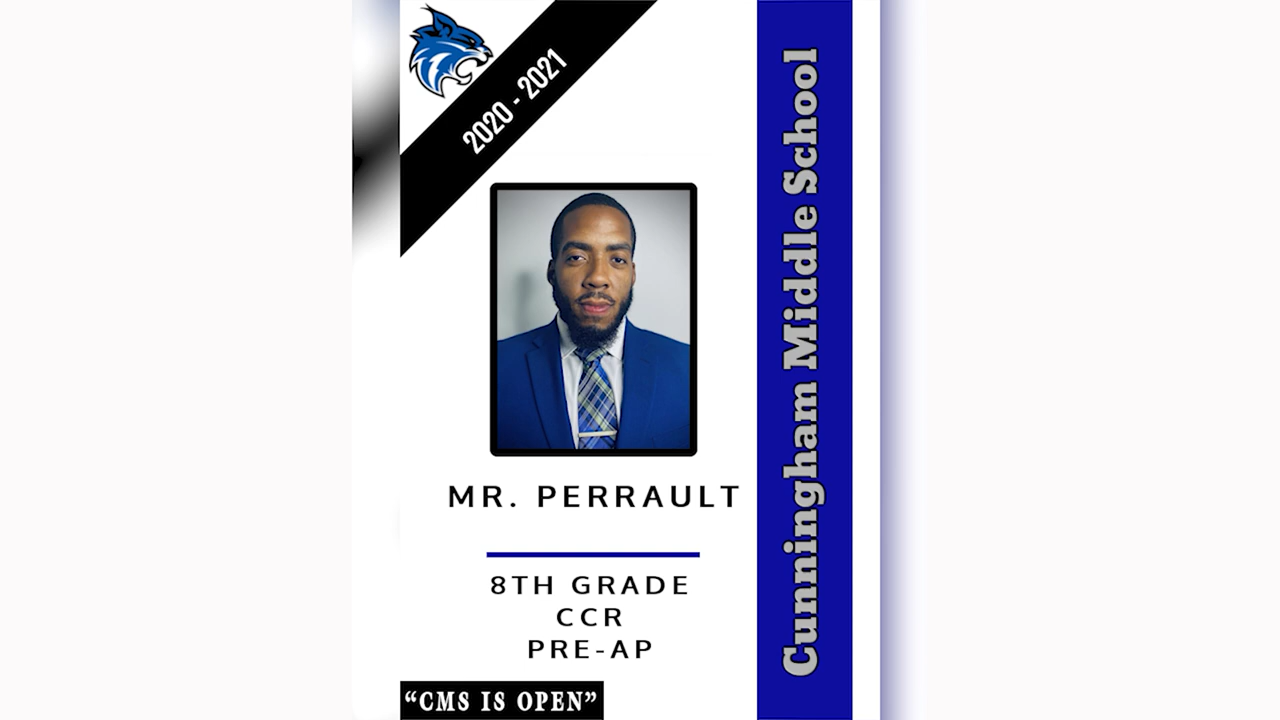 2020 - 2021
Cunningham Middle School
MR. PERRAULT
8TH GRADE
CCR
PRE-AP
“CMS IS OPEN”